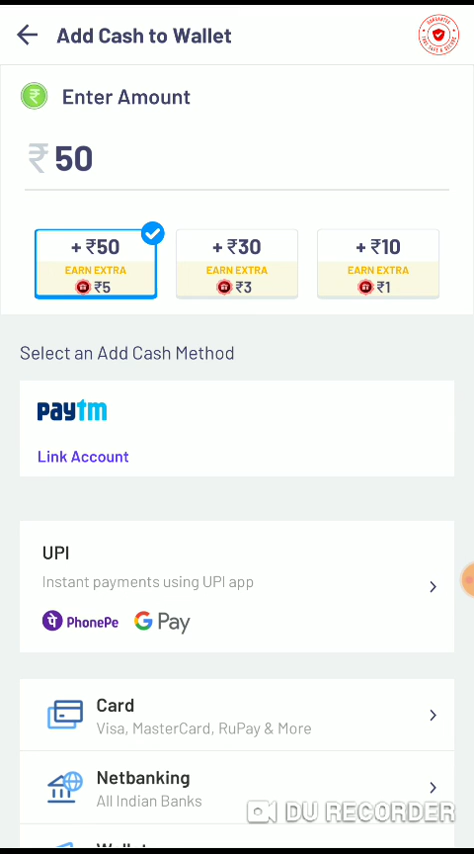 Add Cash to Wallet
Enter Amount
₹ 50
+ ₹50
EARN EXTRA
₹5
+ ₹30
EARN EXTRA
₹3
+ ₹10
EARN EXTRA
₹1
Select an Add Cash Method
paytm
Link Account
UPI
Instant payments using UPI app
PhonePe G Pay
Card
Visa, MasterCard, RuPay & More
Netbanking
All Indian Banks
DU RECORDER